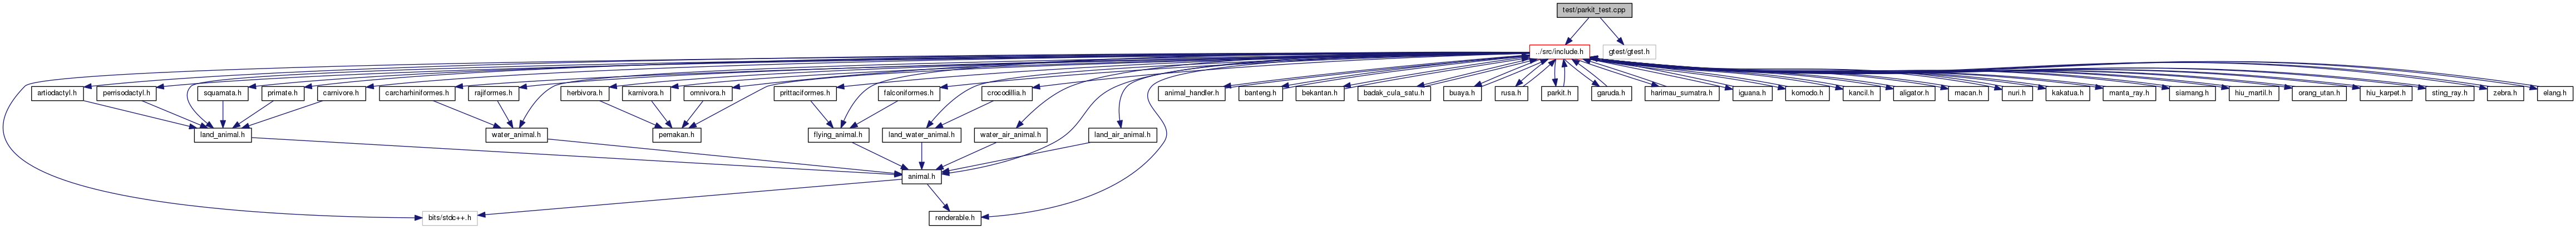 test/parkit_test.cpp
../src/include.h
gtest/gtest.h
artiodactyl.h
perrisodactyl.h
squamata.h
primate.h
carnivore.h
carcharhiniformes.h
rajiformes.h
herbivora.h
karnivora.h
omnivora.h
prittaciformes.h
falconiformes.h
crocodillia.h
animal_handler.h
banteng.h
bekantan.h
badak_cula_satu.h
buaya.h
rusa.h
parkit.h
garuda.h
harimau_sumatra.h
iguana.h
komodo.h
kancil.h
aligator.h
macan.h
nuri.h
kakatua.h
manta_ray.h
siamang.h
hiu_martil.h
orang_utan.h
hiu_karpet.h
sting_ray.h
zebra.h
elang.h
land_animal.h
water_animal.h
pemakan.h
flying_animal.h
land_water_animal.h
water_air_animal.h
land_air_animal.h
animal.h
bits/stdc++.h
renderable.h